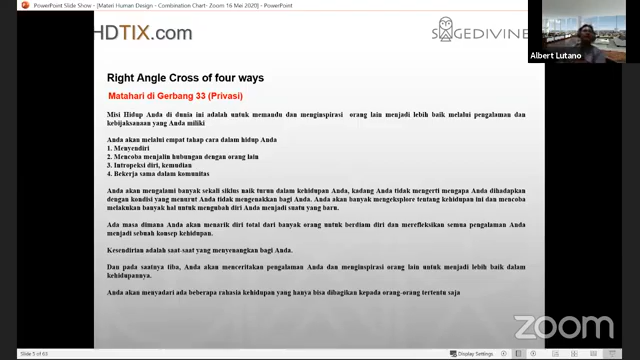 PowerPoint Slide Show - [Materi Human Design - Combination Chart- Zoom 16 Mei 2020] - PowerPoint
HDTIX.com
SAGEDIVINE
Albert Lutano
Right Angle Cross of four ways
Matahari di Gerbang 33 (Privasi)
Misi Hidup Anda di dunia ini adalah untuk memandu dan menginspirasi orang lain menjadi lebih baik melalui pengalaman dan
kebijaksanaan yang Anda miliki
Anda akan melalui empat tahap cara dalam hidup Anda
1. Menyendiri
2. Mencoba menjalin hubungan dengan orang lain
3. Intropeksi diri, kemudian
4. Bekerja sama dalam komunitas
Anda akan mengalami banyak sekali siklus naik turun dalam kehidupan Anda, kadang Anda tidak mengerti mengapa Anda dihadapkan
dengan kondisi yang menurut Anda tidak mengenakkan bagi Anda. Anda akan banyak mengeksplore tentang kehidupan ini dan mencoba
melakukan banyak hal untuk mengubah diri Anda menjadi suatu yang baru.
Ada masa dimana Anda akan menarik diri total dari banyak orang untuk berdiam diri dan merefleksikan semua pengalaman Anda
menjadi sebuah konsep kehidupan.
Kesendirian adalah saat-saat yang menyenangkan bagi Anda.
Dan pada saatnya tiba, Anda akan menceritakan pengalaman Anda dan menginspirasi orang lain untuk menjadi lebih baik dalam
kehidupannya.
Anda akan menyadari ada beberapa rahasia kehidupan yang hanya bisa dibagikan kepada orang-orang tertentu saja
zoom
Slide 5 of 63
Display Settings